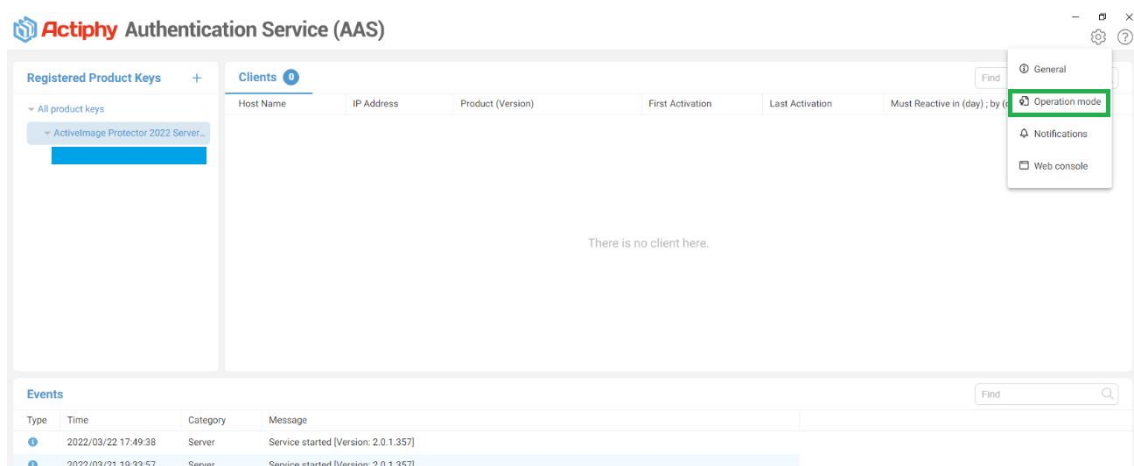 Actiphy Authentication Service (AAS)
Registered Product Keys +
Clients 0
Find
General
Operation mode
Notifications
Web console
All product keys
ActiveImage Protector 2022 Server...
Host Name IP Address Product (Version) First Activation Last Activation Must Reactive in (day) ; by (
There is no client here.
Events
Find
Type Time Category Message
2022/03/22 17:49:38 Server Service started [Version: 2.0.1.357]
2022/03/21 19:33:57 Server Service started [Version: 2.0.1.357]